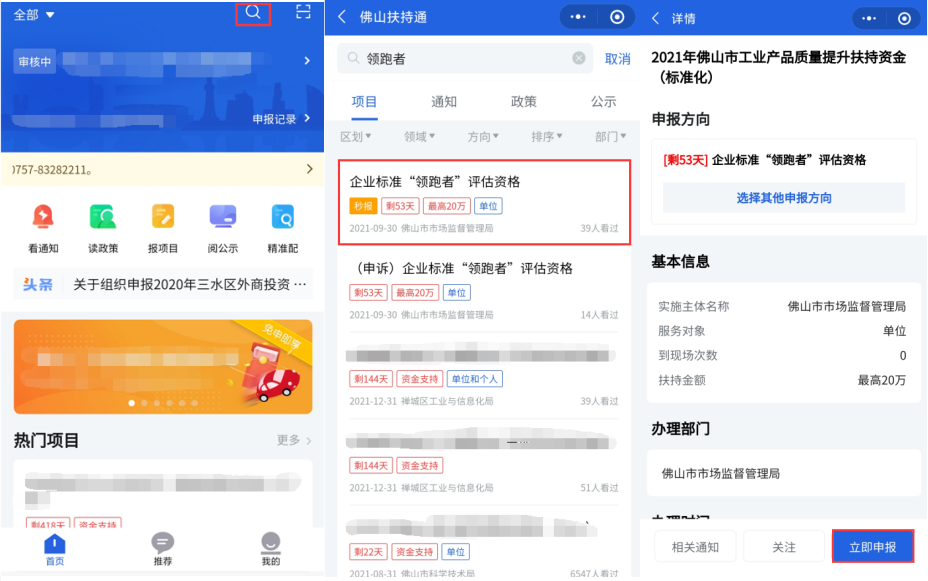 全部
审核中
申报记录
0757-83282211。
看通知 读政策 报项目 阅公示 精准配
头条 关于组织申报2020年三水区外商投资 ···
免申即享
热门项目 更多
剩418天 资金支持
首页 推荐 我的
佛山扶持通
领跑者 取消
项目 通知 政策 公示
区划 领域 方向 排序 部门
企业标准“领跑者”评估资格
秒报 剩53天 最高20万 单位
2021-09-30 佛山市市场监督管理局 39人看过
（申诉）企业标准“领跑者”评估资格
剩53天 最高20万 单位
2021-09-30 佛山市市场监督管理局 14人看过
剩144天 资金支持 单位和个人
2021-12-31 禅城区工业与信息化局 39人看过
剩144天 资金支持
2021-12-31 禅城区工业与信息化局 51人看过
剩22天 资金支持 单位
2021-08-31 佛山市科学技术局 6547人看过
详情
2021年佛山市工业产品质量提升扶持资金
（标准化）
申报方向
[剩53天] 企业标准“领跑者”评估资格
选择其他申报方向
基本信息
实施主体名称 佛山市市场监督管理局
服务对象 单位
到现场次数 0
扶持金额 最高20万
办理部门
佛山市市场监督管理局
办理时间
相关通知 关注 立即申报